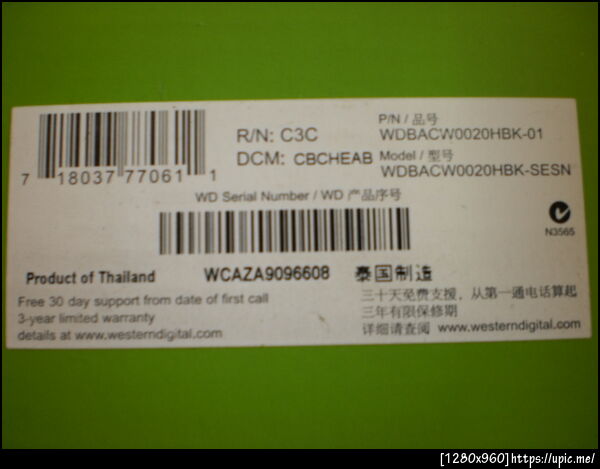 7 18037 77061 1
R/N: C3C
DCM: CBCHEAB
P/N / 品号
WDBACW0020HBK-01
Model / 型号
WDBACW0020HBK-SESN
WD Serial Number / WD 产品序号
N3565
Product of Thailand
WCAZA9096608
泰国制造
Free 30 day support from date of first call
3-year limited warranty
details at www.westerndigital.com
三十天免费支援，从第一通电话算起
三年有限保修期
详细请查阅 www.westerndigital.com
[1280x960]https://upic.me/